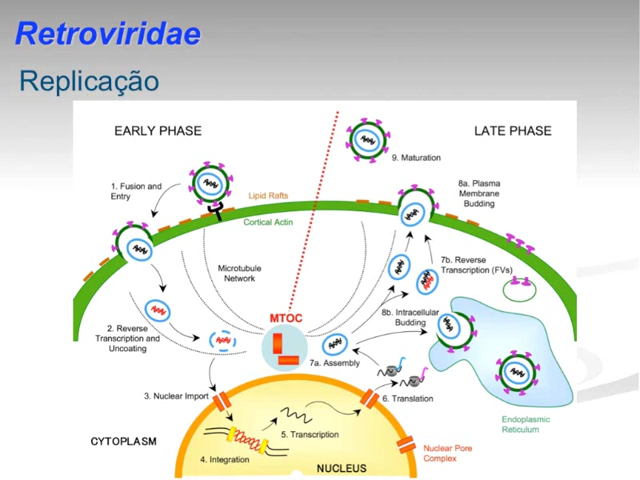 Retroviridae
Replicação
EARLY PHASE
LATE PHASE
9. Maturation
1. Fusion and
Entry
Lipid Rafts
Cortical Actin
8a. Plasma
Membrane
Budding
Microtubule
Network
7b. Reverse
Transcription (FVs)
MTOC
8b. Intracellular
Budding
2. Reverse
Transcription and
Uncoating
7a. Assembly
3. Nuclear Import
6. Translation
5. Transcription
Endoplasmic
Reticulum
CYTOPLASM
4. Integration
NUCLEUS
Nuclear Pore
Complex